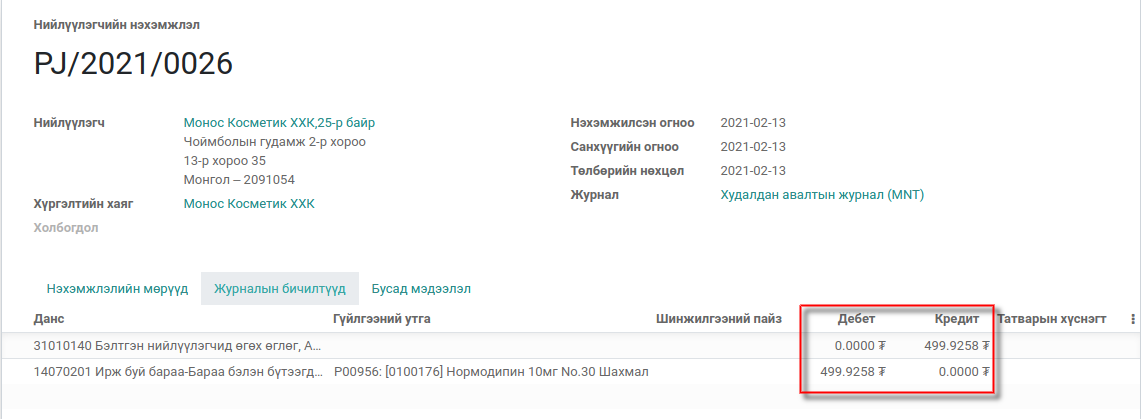 Нийлүүлэгчийн нэхэмжлэл
PJ/2021/0026
Нийлүүлэгч Монос Косметик ХХК,25-р байр
Чоймболын гудамж 2-р хороо
13-р хороо 35
Монгол – 2091054
Хүргэлтийн хаяг Монос Косметик ХХК
Холбогдол
Нэхэмжилсэн огноо 2021-02-13
Санхүүгийн огноо 2021-02-13
Төлбөрийн нөхцөл 2021-02-13
Журнал Худалдан авалтын журнал (MNT)
Нэхэмжлэлийн мөрүүд Журналын бичилтүүд Бусад мэдээлэл
Данс Гүйлгээний утга Шинжилгээний пайз Дебет Кредит Татварын хүснэгт
31010140 Бэлтгэн нийлүүлэгчид өгөх өглөг, А... 0.0000 ₮ 499.9258 ₮
14070201 Ирж буй бараа-Бараа бэлэн бүтээгд... P00956: [0100176] Нормодипин 10мг No.30 Шахмал 499.9258 ₮ 0.0000 ₮